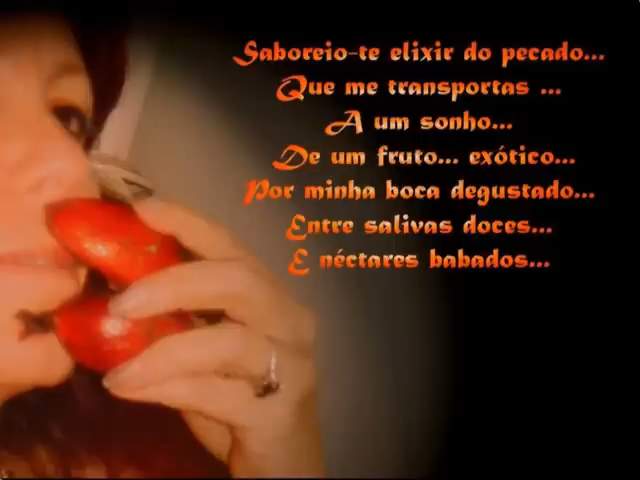 Saboreio-te elixir do pecado...
Que me transportas ...
A um sonho...
De um fruto... exótico...
Por minha boca degustado...
Entre salivas doces...
E néctares babados...